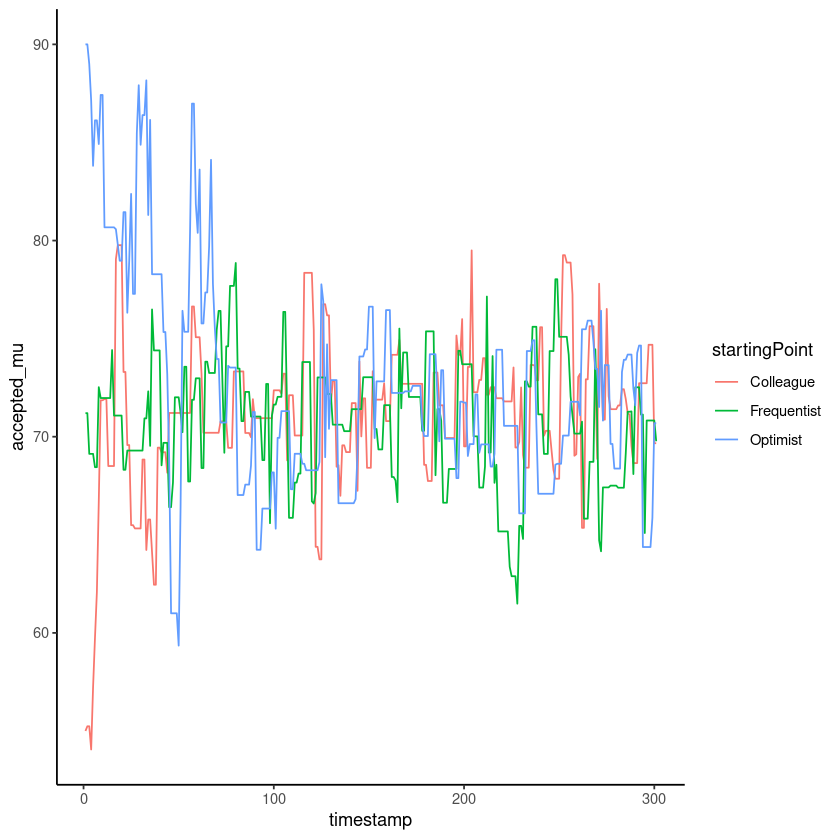 90
80
70
60
accepted_mu
0
100
200
300
timestamp
startingPoint
Colleague
Frequentist
Optimist